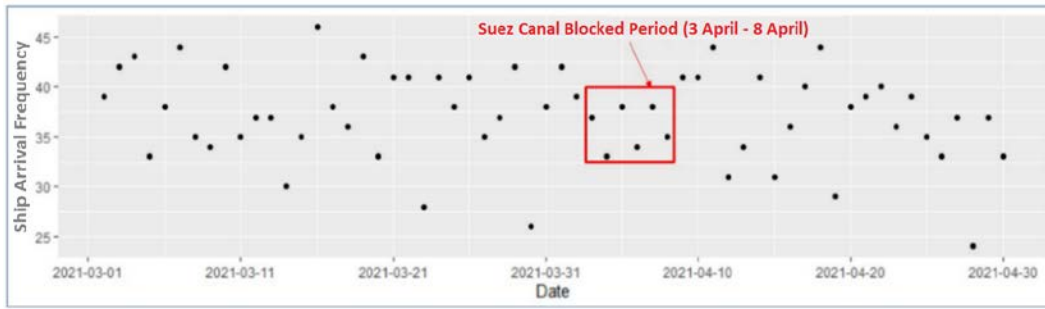 Suez Canal Blocked Period (3 April - 8 April)
Ship Arrival Frequency
45
40
35
30
25
2021-03-01 2021-03-11 2021-03-21 2021-03-31 2021-04-10 2021-04-20 2021-04-30
Date